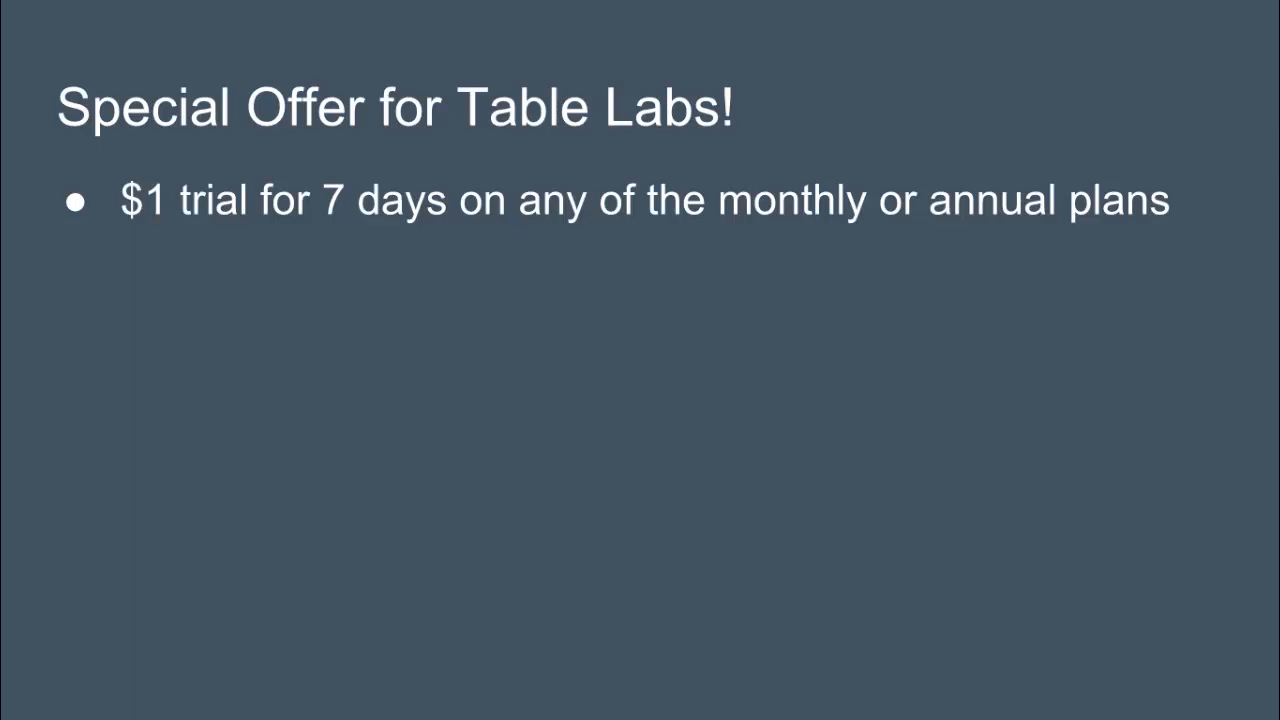 Special Offer for Table Labs!
● $1 trial for 7 days on any of the monthly or annual plans